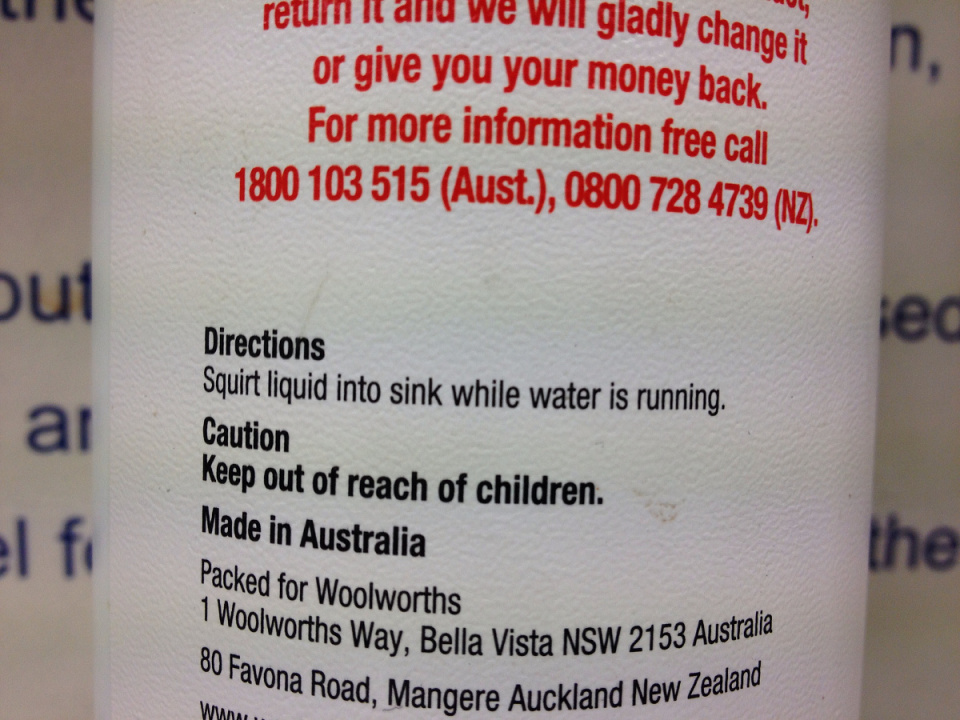 return it and we will gladly change it
or give you your money back.
For more information free call
1800 103 515 (Aust.), 0800 728 4739 (NZ).
Directions
Squirt liquid into sink while water is running.
Caution
Keep out of reach of children.
Made in Australia
Packed for Woolworths
1 Woolworths Way, Bella Vista NSW 2153 Australia
80 Favona Road, Mangere Auckland New Zealand